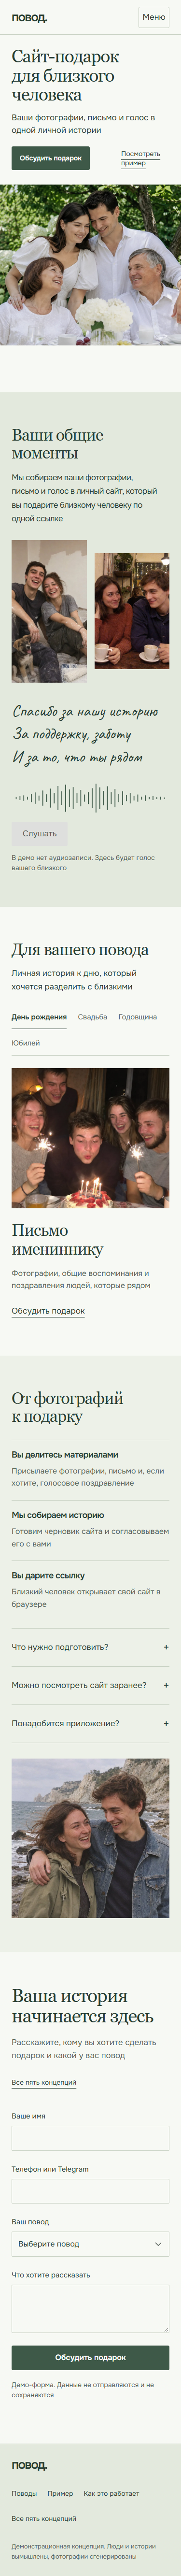 повод.
Меню
Сайт-подарок
для близкого
человека
Ваши фотографии, письмо и голос в
одной личной истории
Обсудить подарок
Посмотреть
пример
Ваши общие
моменты
Мы собираем ваши фотографии,
письмо и голос в личный сайт, который
вы подарите близкому человеку по
одной ссылке
Спасибо за нашу историю
За поддержку, заботу
И за то, что ты рядом
Слушать
В демо нет аудиозаписи. Здесь будет голос
вашего близкого
Для вашего повода
Личная история к дню, который
хочется разделить с близкими
День рождения
Свадьба
Годовщина
Юбилей
Письмо
имениннику
Фотографии, общие воспоминания и
поздравления людей, которые рядом
Обсудить подарок
От фотографий
к подарку
Вы делитесь материалами
Присылаете фотографии, письмо и, если
хотите, голосовое поздравление
Мы собираем историю
Готовим черновик сайта и согласовываем
его с вами
Вы дарите ссылку
Близкий человек открывает свой сайт в
браузере
Что нужно подготовить? +
Можно посмотреть сайт заранее? +
Понадобится приложение? +
Ваша история
начинается здесь
Расскажите, кому вы хотите сделать
подарок и какой у вас повод
Все пять концепций
Ваше имя
Телефон или Telegram
Ваш повод
Выберите повод
Что хотите рассказать
Обсудить подарок
Демо-форма. Данные не отправляются и не
сохраняются
повод.
Поводы
Пример
Как это работает
Все пять концепций
Демонстрационная концепция. Люди и истории
вымышлены, фотографии сгенерированы